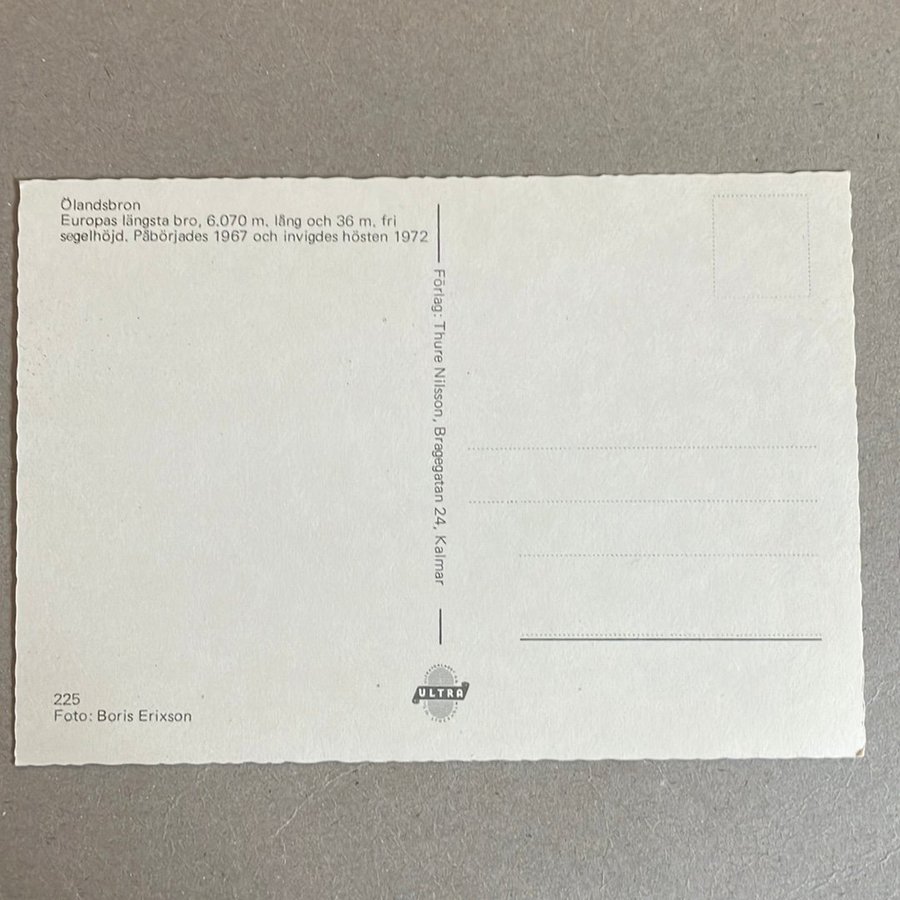 Ölandsbron
Europas längsta bro, 6.070 m. lång och 36 m. fri
segelhöjd. Påbörjades 1967 och invigdes hösten 1972
Förlag: Thure Nilsson, Bragegatan 24, Kalmar
225
Foto: Boris Erixson
ULTRA